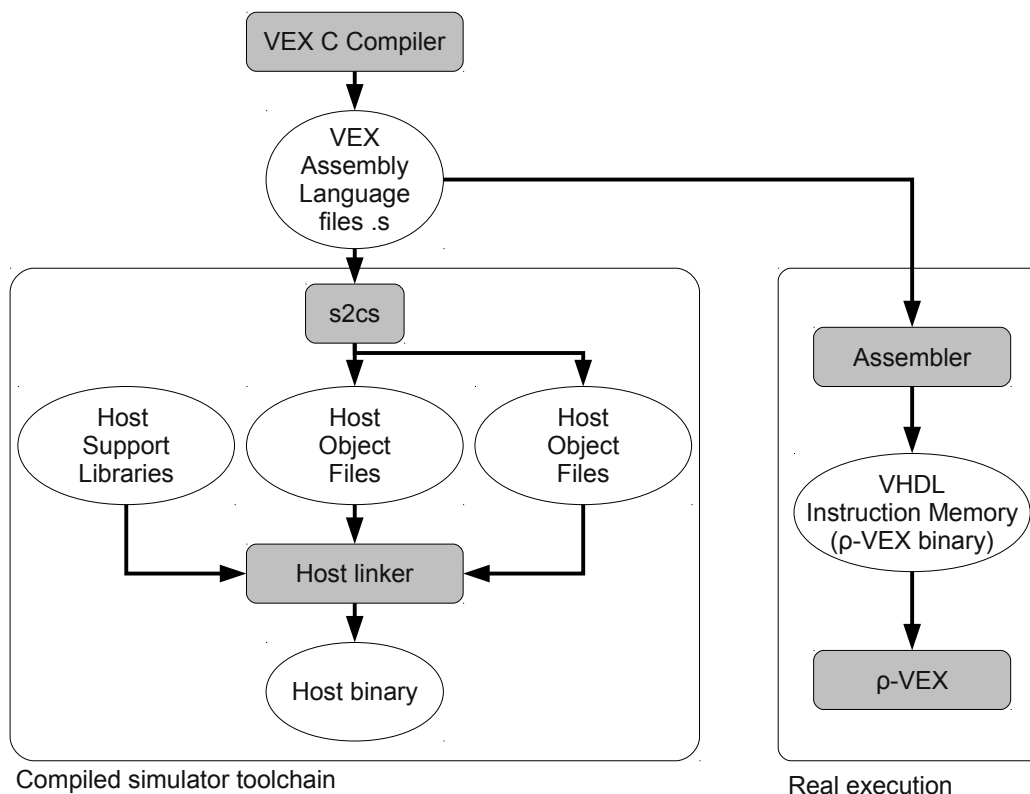 VEX C Compiler
VEX
Assembly
Language
files .s
s2cs
Host
Support
Libraries
Host
Object
Files
Host
Object
Files
Host linker
Host binary
Compiled simulator toolchain
Assembler
VHDL
Instruction Memory
(ρ-VEX binary)
ρ-VEX
Real execution